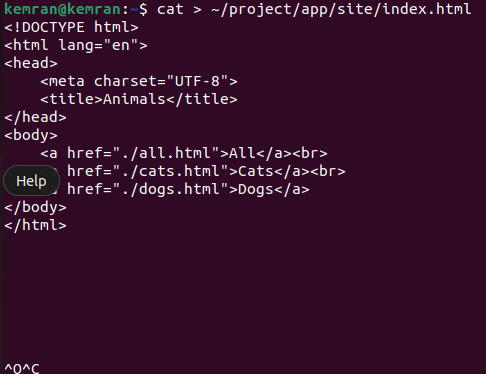 kemran@kemran:~$ cat > ~/project/app/site/index.html
<!DOCTYPE html>
<html lang="en">
<head>
    <meta charset="UTF-8">
    <title>Animals</title>
</head>
<body>
    <a href="./all.html">All</a><br>
href="./cats.html">Cats</a><br>
Help
href="./dogs.html">Dogs</a>
</body>
</html>
^O^C